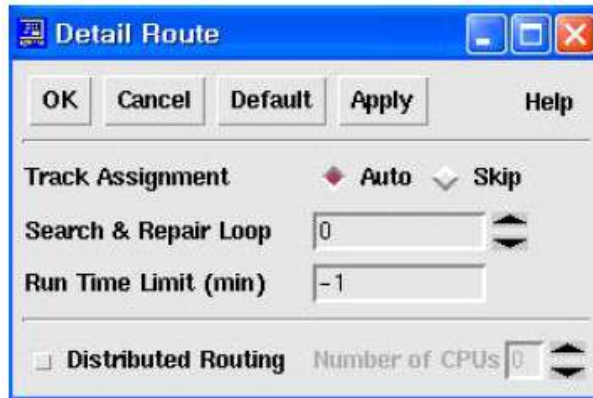 Detail Route
OK Cancel Default Apply Help
Track Assignment Auto Skip
Search & Repair Loop 0
Run Time Limit (min) -1
Distributed Routing Number of CPUs 0